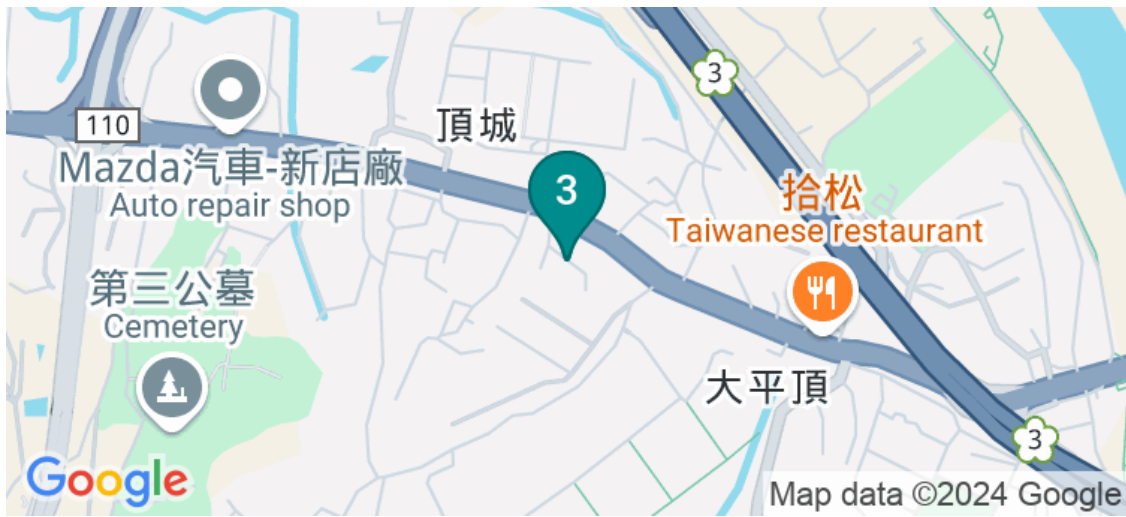 3
110
頂城
Mazda汽車-新店廠
Auto repair shop
3
拾松
Taiwanese restaurant
第三公墓
Cemetery
大平頂
3
Google
Map data ©2024 Google